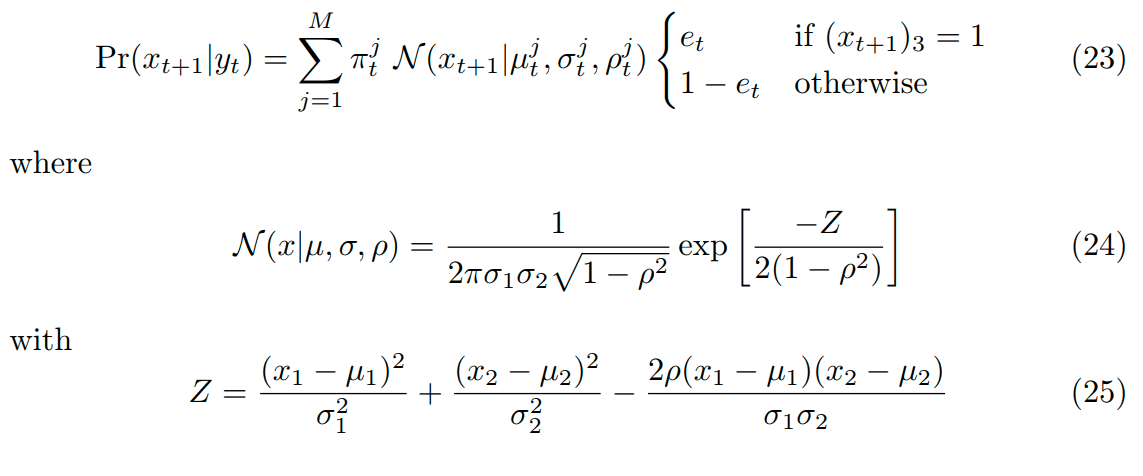 $$\Pr(x_{t+1}|y_t) = \sum_{j=1}^{M} \pi_t^j \, \mathcal{N}(x_{t+1}|\mu_t^j, \sigma_t^j, \rho_t^j) \begin{cases} e_t & \text{if } (x_{t+1})_3 = 1 \\ 1 - e_t & \text{otherwise} \end{cases} \quad (23)$$
where
$$\mathcal{N}(x|\mu, \sigma, \rho) = \frac{1}{2\pi\sigma_1\sigma_2\sqrt{1-\rho^2}} \exp\left[\frac{-Z}{2(1-\rho^2)}\right] \quad (24)$$
with
$$Z = \frac{(x_1-\mu_1)^2}{\sigma_1^2} + \frac{(x_2-\mu_2)^2}{\sigma_2^2} - \frac{2\rho(x_1-\mu_1)(x_2-\mu_2)}{\sigma_1\sigma_2} \quad (25)$$